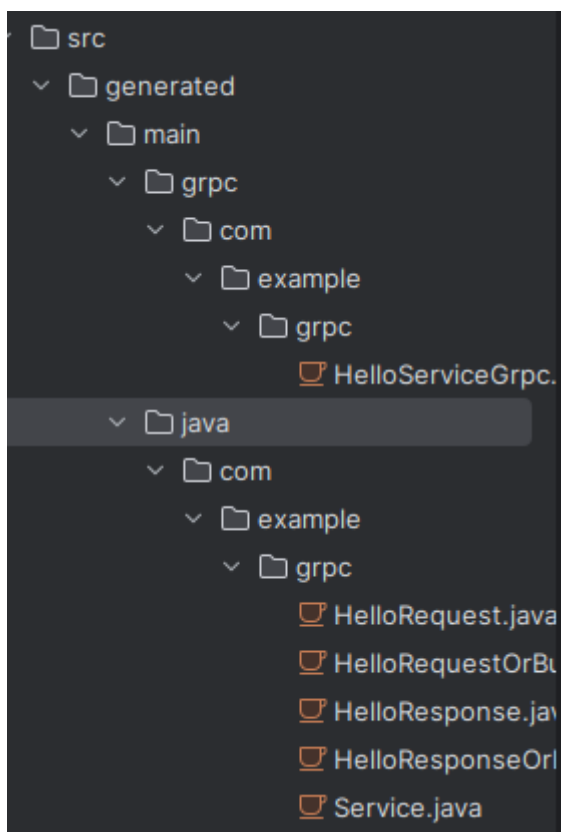 src
generated
main
grpc
com
example
grpc
HelloServiceGrpc.
java
com
example
grpc
HelloRequest.java
HelloRequestOrBu
HelloResponse.jav
HelloResponseOrl
Service.java